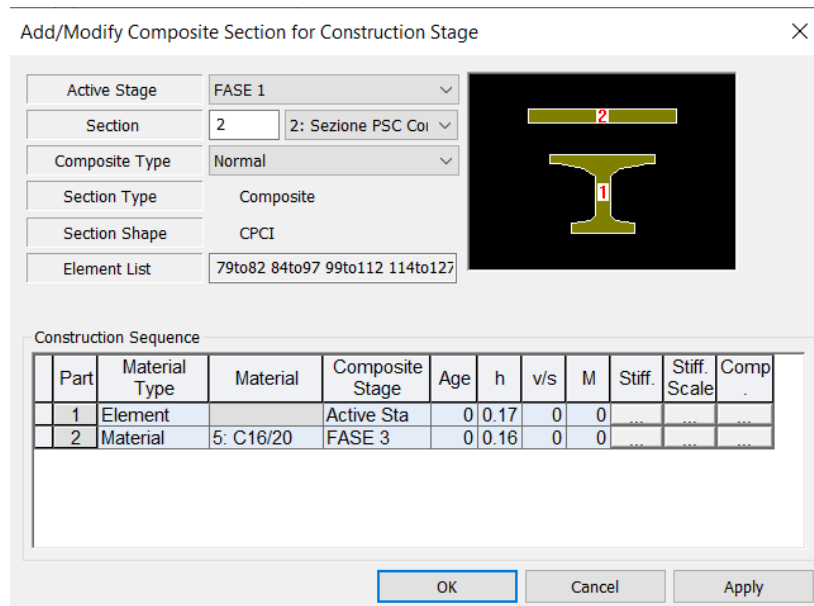 Add/Modify Composite Section for Construction Stage
Active Stage FASE 1
Section 2 2: Sezione PSC Coı
Composite Type Normal
Section Type Composite
Section Shape CPCI
Element List 79to82 84to97 99to112 114to127
2
1
Construction Sequence
Part Material Type Material Composite Stage Age h v/s M Stiff. Stiff. Scale Comp.
1 Element Active Sta 0 0.17 0 0 ... ... ...
2 Material 5: C16/20 FASE 3 0 0.16 0 0 ... ... ...
OK Cancel Apply